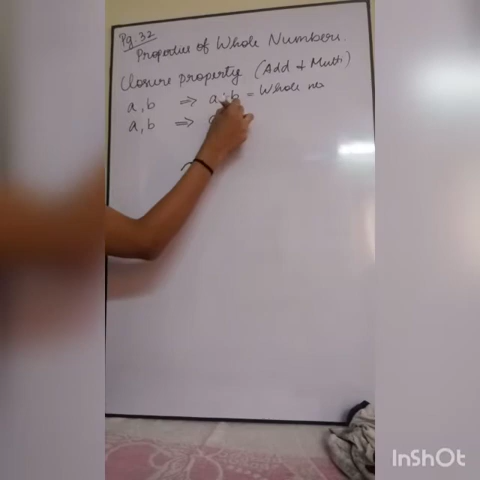 Pg: 32
Properties of Whole Numbers.
Closure property (Add & Multi)
a, b ⇒ a + b = Whole no
a, b ⇒
InShOt